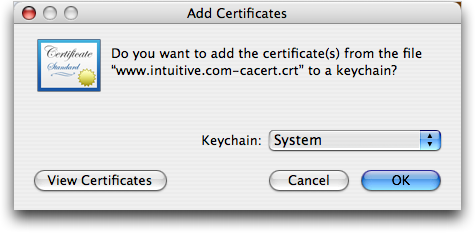 Add Certificates
Certificate
Standard
Do you want to add the certificate(s) from the file
"www.intuitive.com-cacert.crt" to a keychain?
Keychain: System
View Certificates Cancel OK